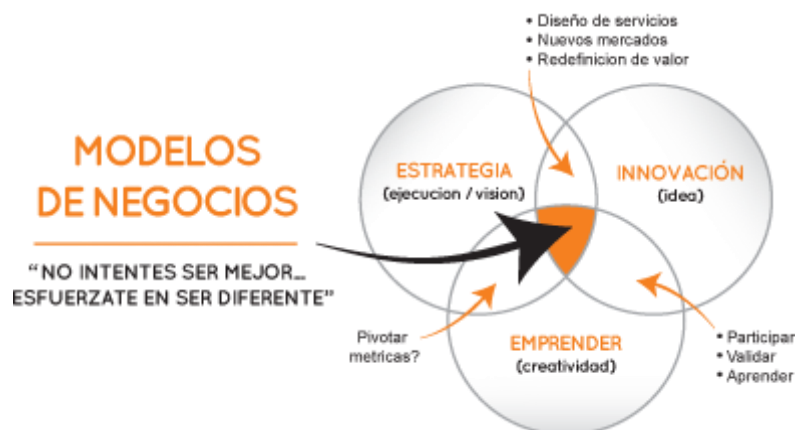 • Diseño de servicios
• Nuevos mercados
• Redefinicion de valor
MODELOS
DE NEGOCIOS
“NO INTENTES SER MEJOR...
ESFUERZATE EN SER DIFERENTE”
ESTRATEGIA
(ejecucion / vision)
INNOVACIÓN
(idea)
Pivotar
metricas?
EMPRENDER
(creatividad)
• Participar
• Validar
• Aprender